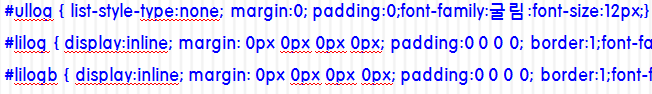 #ullog { list-style-type:none; margin:0; padding:0;font-family:굴림:font-size:12px;}
#lilog { display:inline; margin: 0px 0px 0px 0px; padding:0 0 0 0; border:1;font-fa
#lilogb { display:inline; margin: 0px 0px 0px 0px; padding:0 0 0 0; border:1;font-f